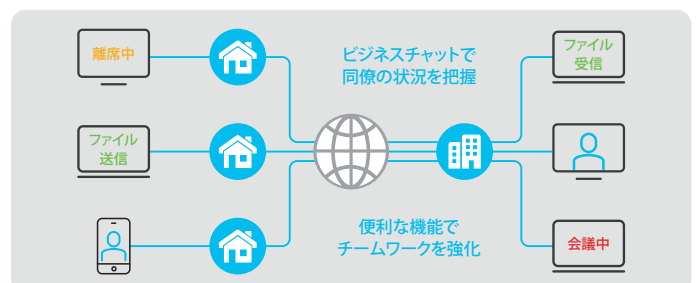 離席中
ビジネスチャットで
同僚の状況を把握
ファイル
受信
ファイル
送信
便利な機能で
チームワークを強化
会議中